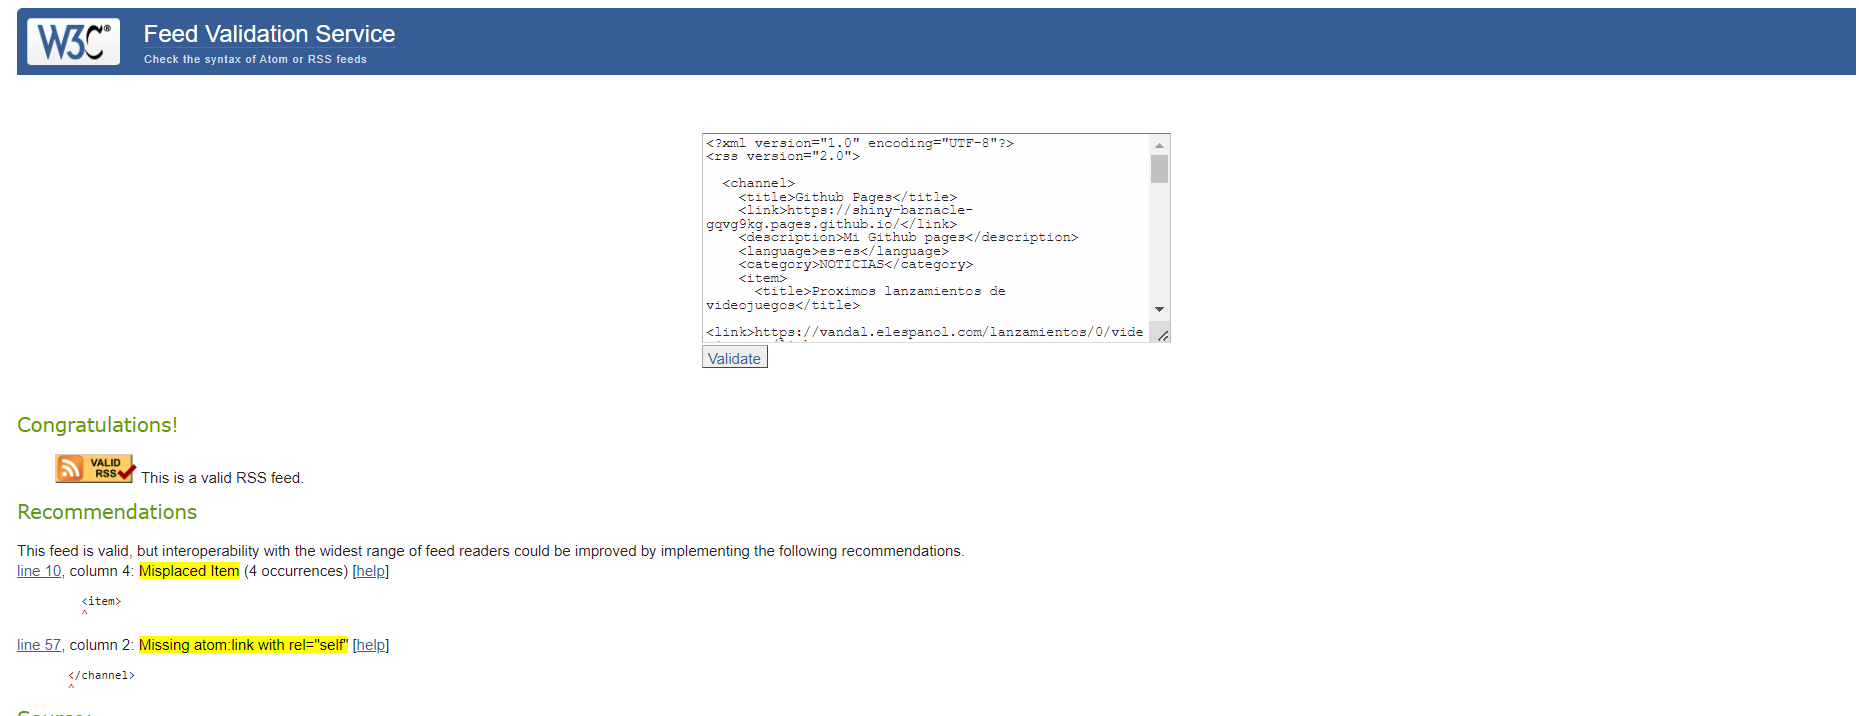 W3C®
Feed Validation Service
Check the syntax of Atom or RSS feeds
<?xml version="1.0" encoding="UTF-8"?>
<rss version="2.0">
<channel>
<title>Github Pages</title>
<link>https://shiny-barnacle-
gqvg9kg.pages.github.io/</link>
<description>Mi Github pages</description>
<language>es-es</language>
<category>NOTICIAS</category>
<item>
<title>Proximos lanzamientos de
videojuegos</title>
<link>https://vandal.elespanol.com/lanzamientos/0/vide
Validate
Congratulations!
VALID
RSS
This is a valid RSS feed.
Recommendations
This feed is valid, but interoperability with the widest range of feed readers could be improved by implementing the following recommendations.
line 10, column 4: Misplaced Item (4 occurrences) [help]
<item>
^
line 57, column 2: Missing atom:link with rel="self" [help]
</channel>
^